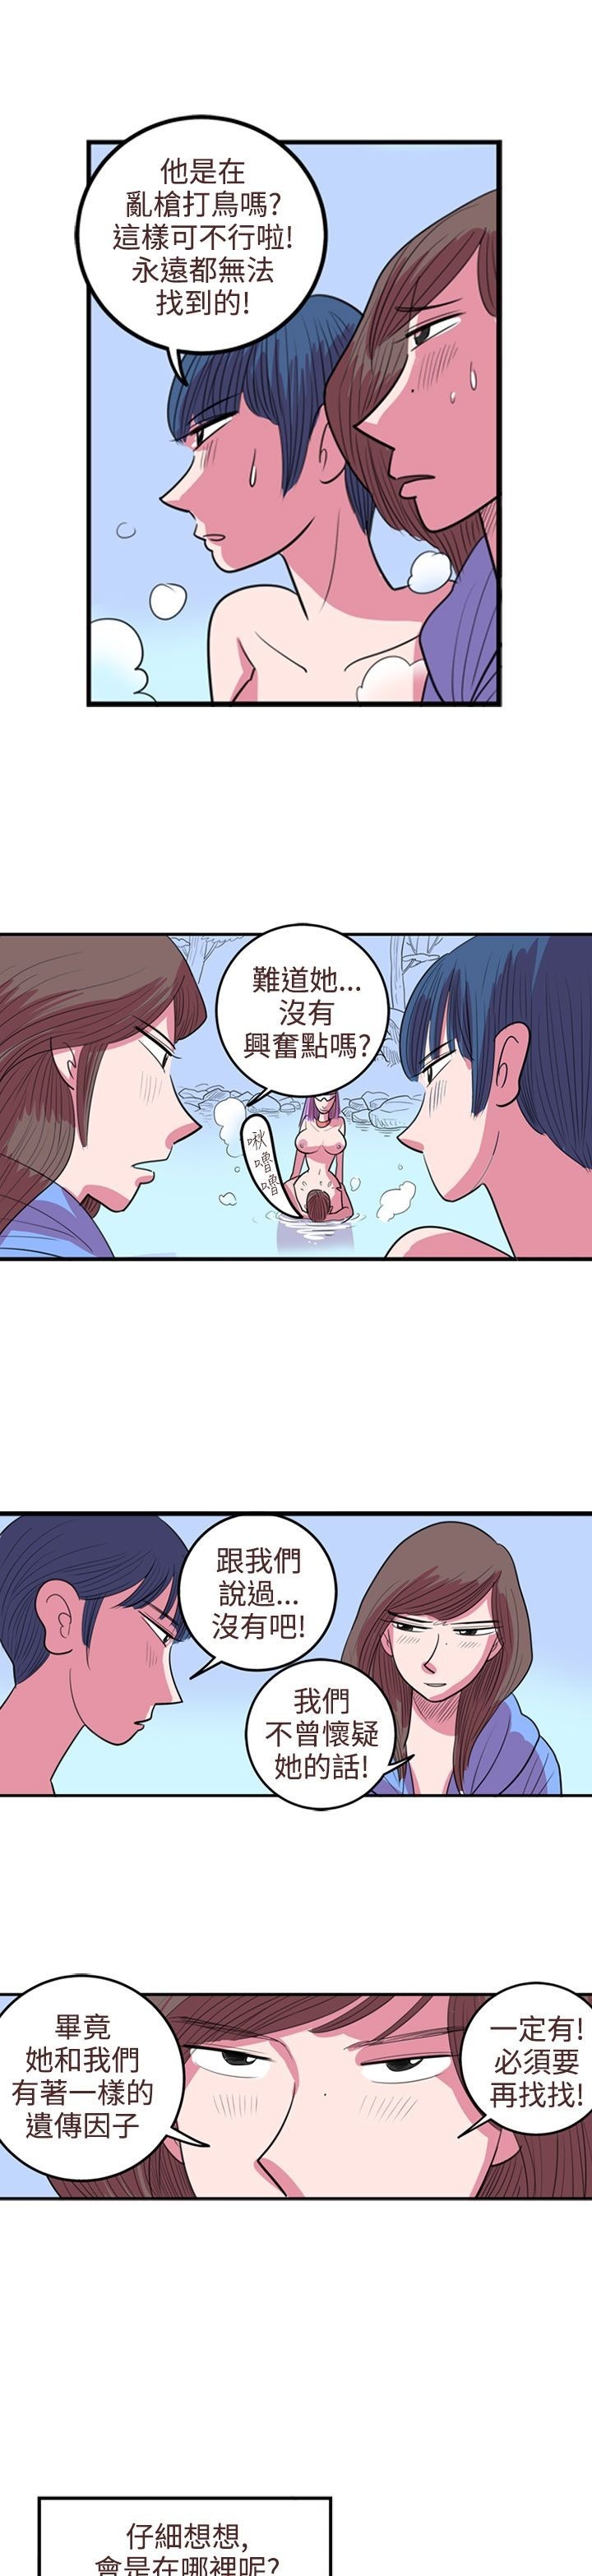 他是在
亂槍打鳥嗎?
這樣可不行啦!
永遠都無法
找到的!
難道她...
沒有
興奮點嗎?
啾
嚕
嚕
跟我們
說過...
沒有吧!
我們
不曾懷疑
她的話!
畢竟
她和我們
有著一樣的
遺傳因子
一定有!
必須要
再找找!
仔細想想,
會是在哪裡呢?